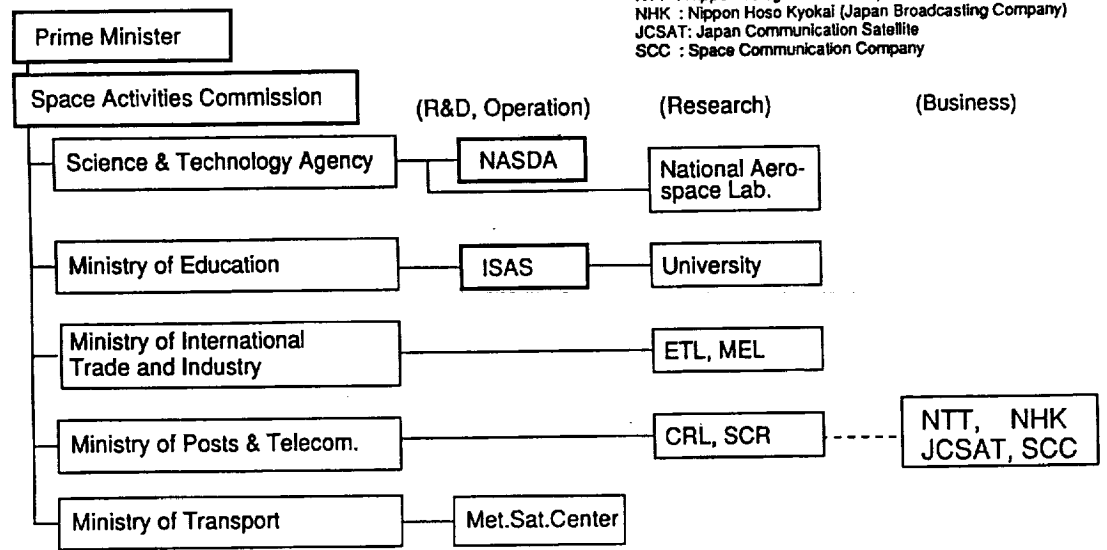 NHK : Nippon Hoso Kyokai (Japan Broadcasting Company)
JCSAT: Japan Communication Satellite
SCC : Space Communication Company
Prime Minister
Space Activities Commission
(R&D, Operation)
(Research)
(Business)
Science & Technology Agency
NASDA
National Aero-
space Lab.
Ministry of Education
ISAS
University
Ministry of International
Trade and Industry
ETL, MEL
Ministry of Posts & Telecom.
CRL, SCR
NTT, NHK
JCSAT, SCC
Ministry of Transport
Met.Sat.Center